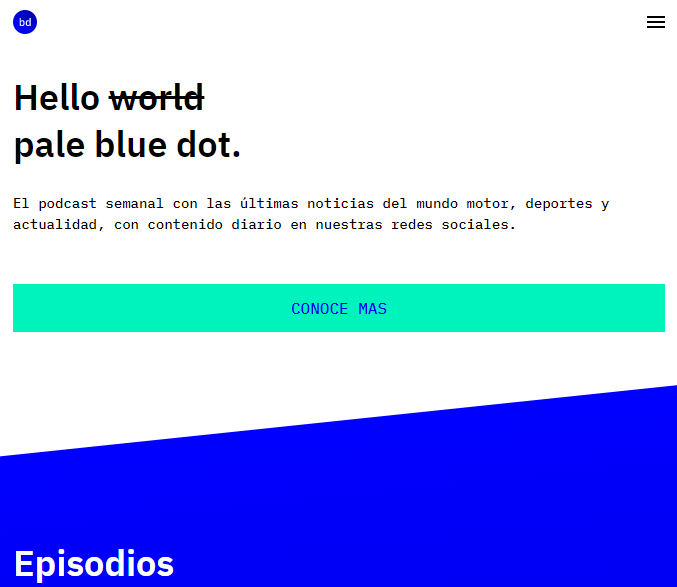 bd
Hello world
pale blue dot.
El podcast semanal con las últimas noticias del mundo motor, deportes y
actualidad, con contenido diario en nuestras redes sociales.
CONOCE MAS
Episodios